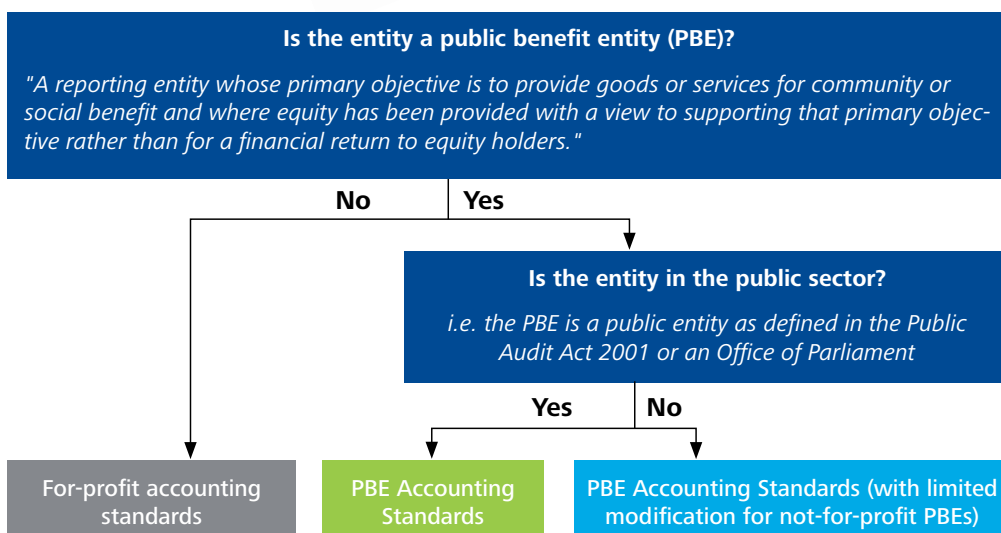 Is the entity a public benefit entity (PBE)?
"A reporting entity whose primary objective is to provide goods or services for community or
social benefit and where equity has been provided with a view to supporting that primary objec-
tive rather than for a financial return to equity holders."
No
Yes
Is the entity in the public sector?
i.e. the PBE is a public entity as defined in the Public
Audit Act 2001 or an Office of Parliament
Yes
No
For-profit accounting
standards
PBE Accounting
Standards
PBE Accounting Standards (with limited
modification for not-for-profit PBEs)